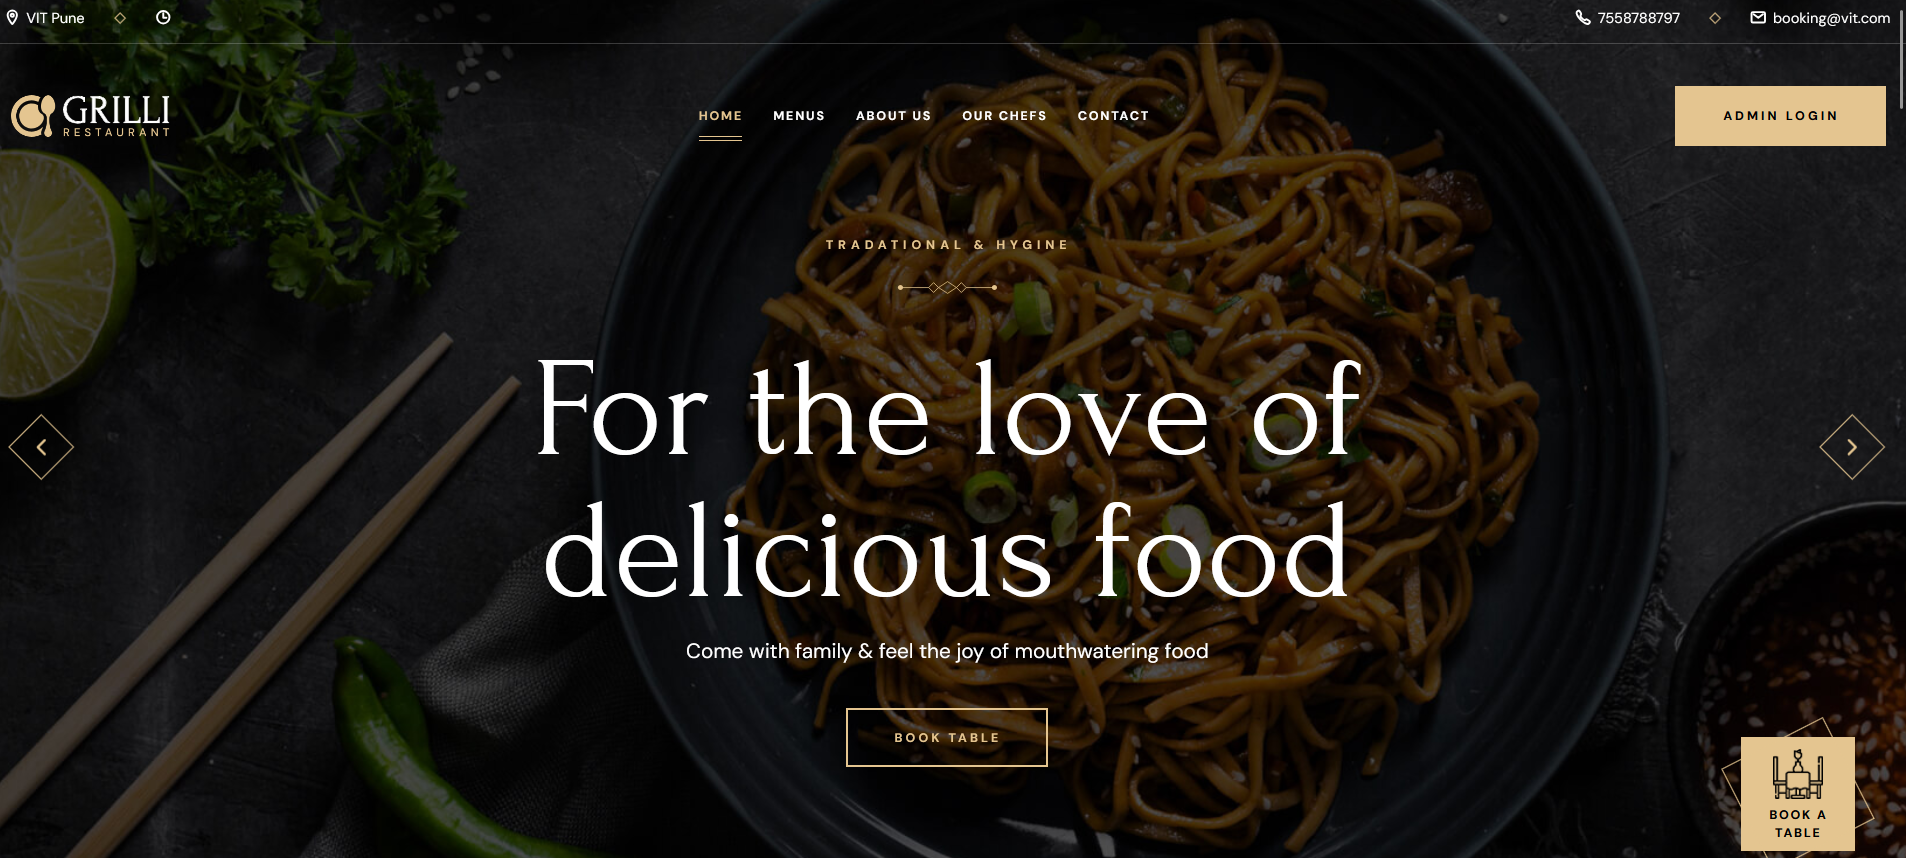 VIT Pune
7558788797
booking@vit.com
GRILLI
RESTAURANT
HOME
MENUS
ABOUT US
OUR CHEFS
CONTACT
ADMIN LOGIN
TRADATIONAL & HYGINE
For the love of
delicious food
Come with family & feel the joy of mouthwatering food
BOOK TABLE
BOOK A
TABLE